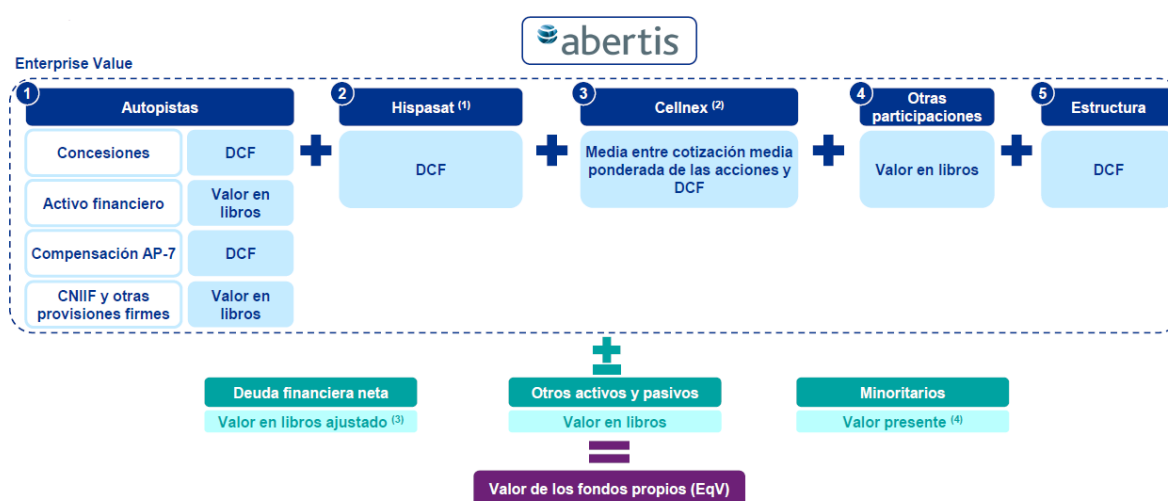 abertis
Enterprise Value
1
Autopistas
2
Hispasat (1)
3
Cellnex (2)
4
Otras
participaciones
5
Estructura
Concesiones
DCF
Activo financiero
Valor en
libros
Compensación AP-7
DCF
CNIIF y otras
provisiones firmes
Valor en
libros
DCF
Media entre cotización media
ponderada de las acciones y
DCF
Valor en libros
DCF
Deuda financiera neta
Valor en libros ajustado (3)
Otros activos y pasivos
Valor en libros
Minoritarios
Valor presente (4)
Valor de los fondos propios (EqV)